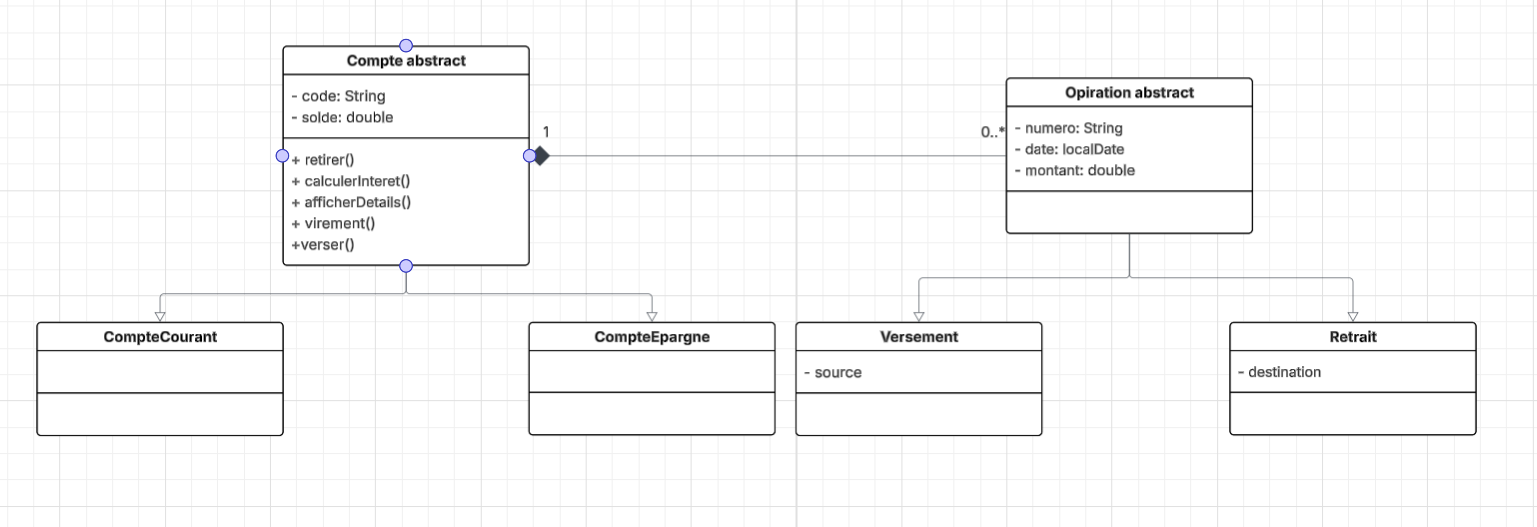 Compte abstract
- code: String
- solde: double
+ retirer()
+ calculerInteret()
+ afficherDetails()
+ virement()
+verser()
1
0..*
Opiration abstract
- numero: String
- date: localDate
- montant: double
CompteCourant
CompteEpargne
Versement
- source
Retrait
- destination